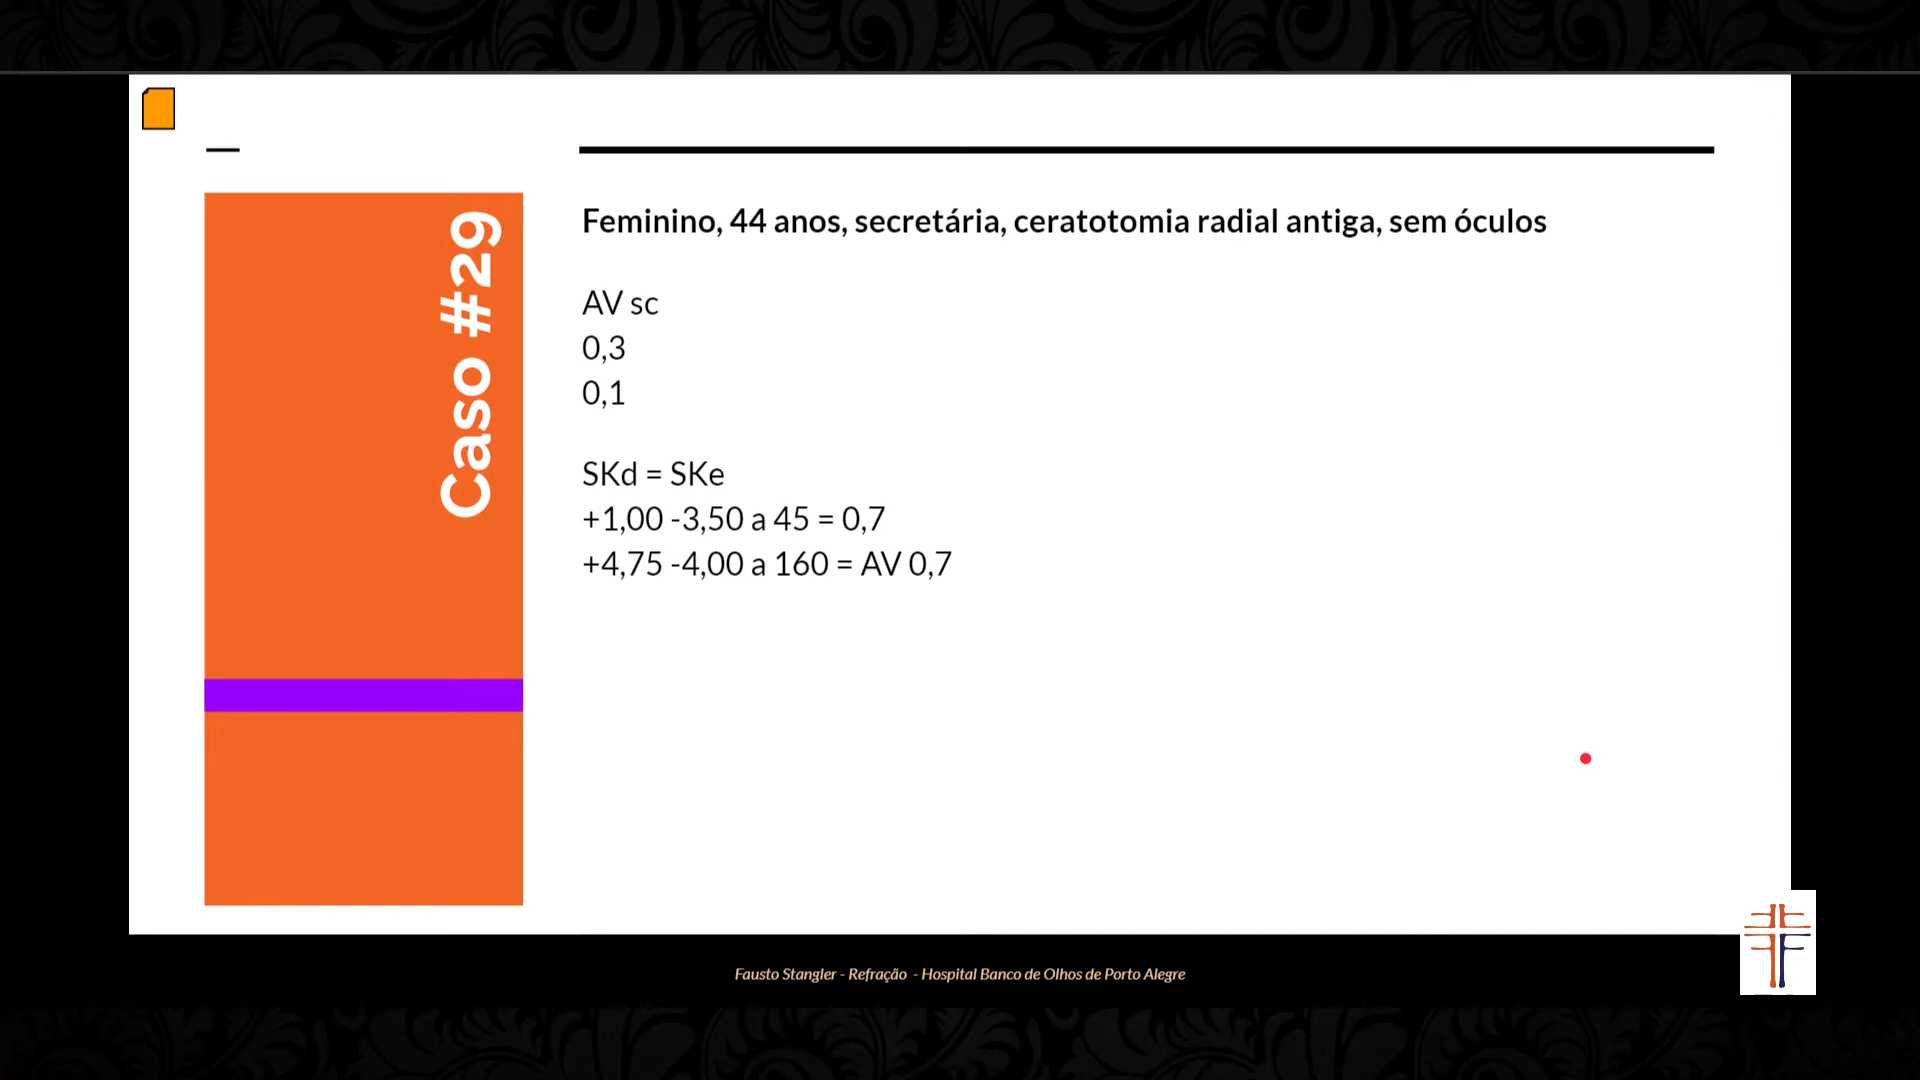 Caso #29
Feminino, 44 anos, secretária, ceratotomia radial antiga, sem óculos
AV sc
0,3
0,1
SKd = SKe
+1,00 -3,50 a 45 = 0,7
+4,75 -4,00 a 160 = AV 0,7
Fausto Stangler - Refração - Hospital Banco de Olhos de Porto Alegre